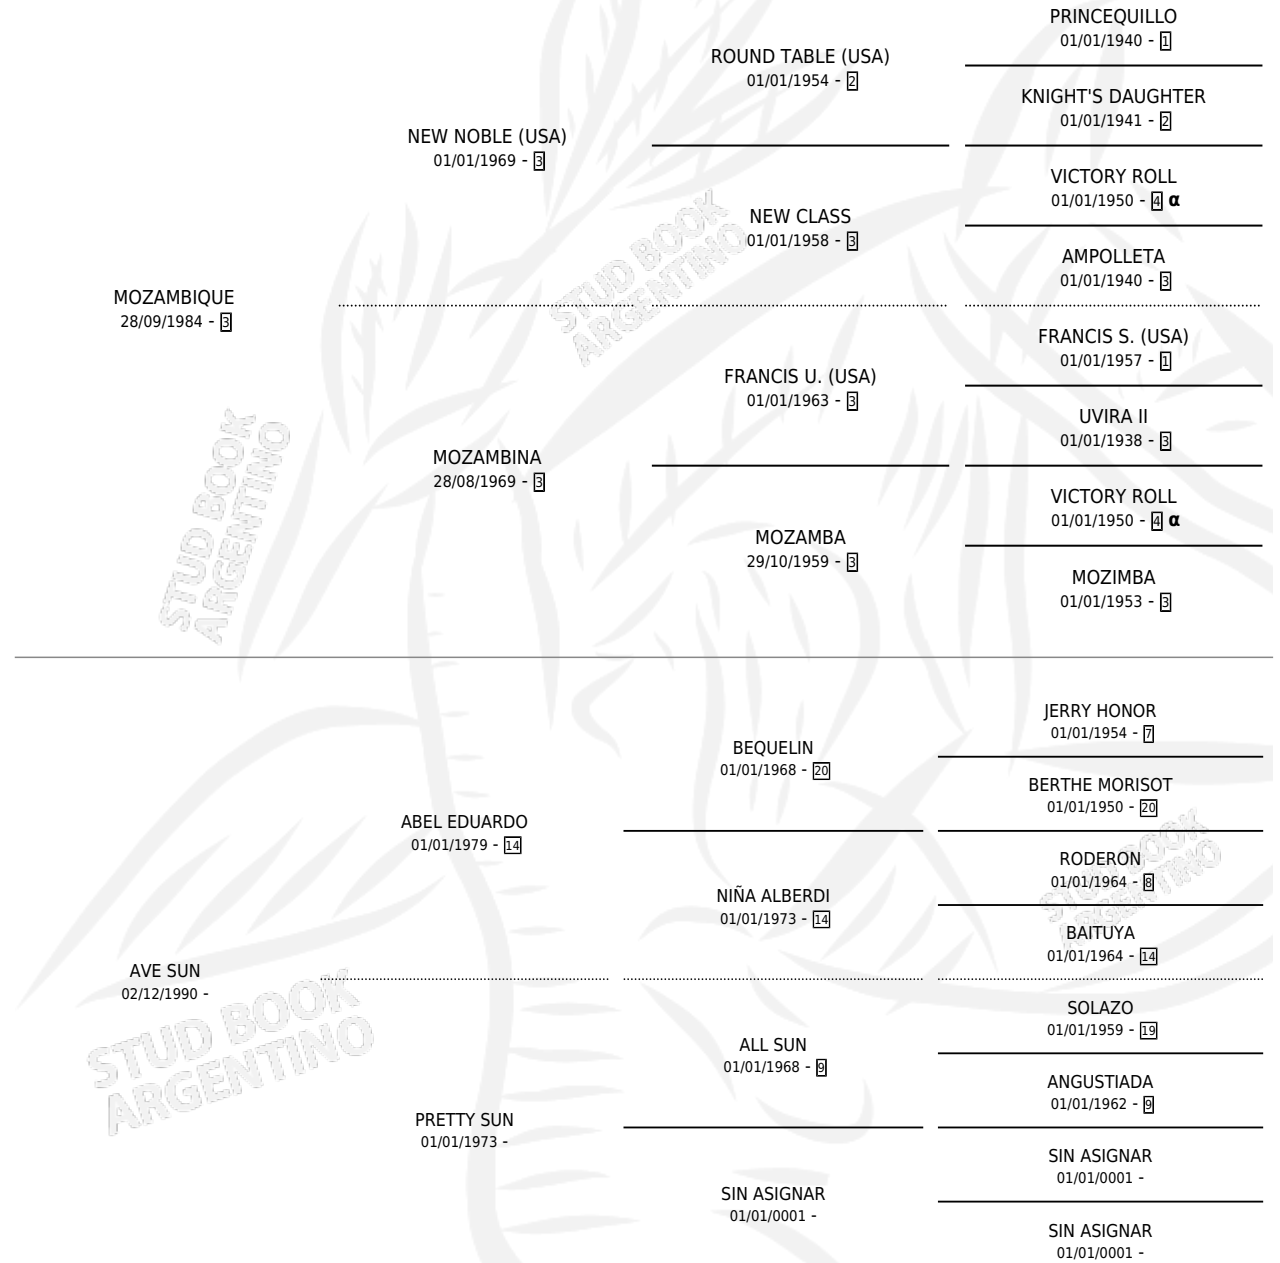 PRINCEQUILLO
01/01/1940 - 1
ROUND TABLE (USA)
01/01/1954 - 2
KNIGHT'S DAUGHTER
01/01/1941 - 2
NEW NOBLE (USA)
01/01/1969 - 3
VICTORY ROLL
01/01/1950 - 4 α
NEW CLASS
01/01/1958 - 3
AMPOLLETA
01/01/1940 - 3
MOZAMBIQUE
28/09/1984 - 3
FRANCIS S. (USA)
01/01/1957 - 1
FRANCIS U. (USA)
01/01/1963 - 3
UVIRA II
01/01/1938 - 3
MOZAMBINA
28/08/1969 - 3
VICTORY ROLL
01/01/1950 - 4 α
MOZAMBA
29/10/1959 - 3
MOZIMBA
01/01/1953 - 3
JERRY HONOR
01/01/1954 - 7
BEQUELIN
01/01/1968 - 20
BERTHE MORISOT
01/01/1950 - 20
ABEL EDUARDO
01/01/1979 - 14
RODERON
01/01/1964 - 8
NIÑA ALBERDI
01/01/1973 - 14
BAITUYA
01/01/1964 - 14
AVE SUN
02/12/1990 -
SOLAZO
01/01/1959 - 19
ALL SUN
01/01/1968 - 9
ANGUSTIADA
01/01/1962 - 9
PRETTY SUN
01/01/1973 -
SIN ASIGNAR
01/01/0001 -
SIN ASIGNAR
01/01/0001 -
SIN ASIGNAR
01/01/0001 -
STUD BOOK
ARGENTINO
STUD BOOK
ARGENTINO
STUD BOOK
ARGENTINO
STUD BOOK
ARGENTINO